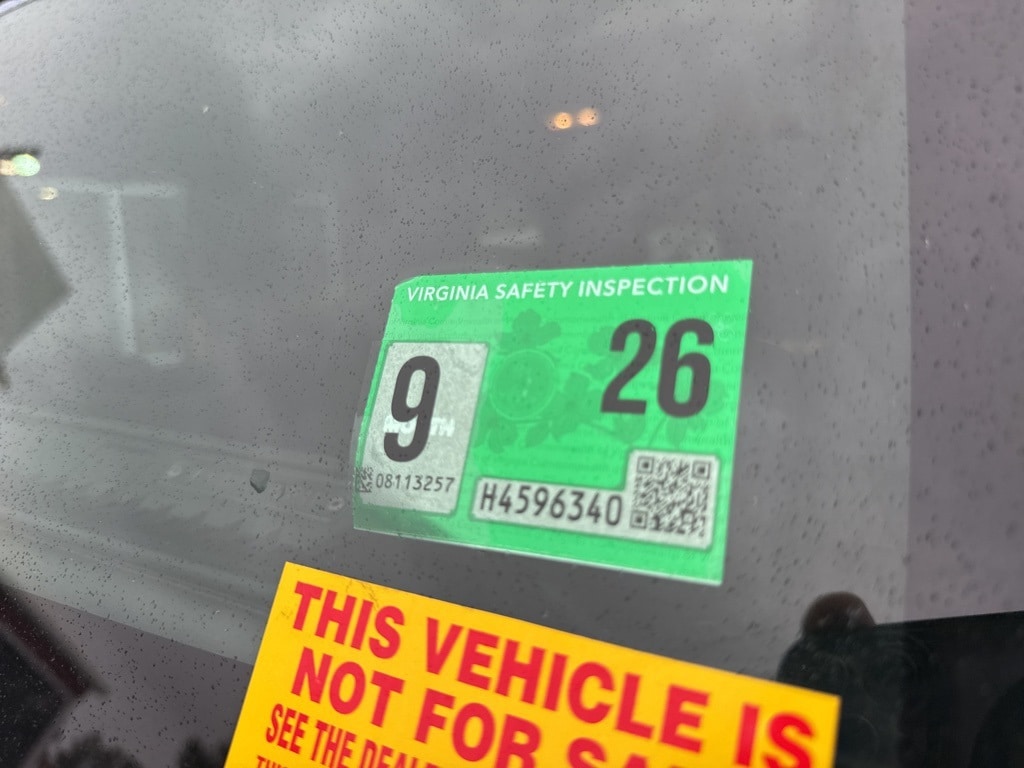 VIRGINIA SAFETY INSPECTION
9 26
08113257
H4596340
THIS VEHICLE IS
NOT FOR
SEE THE